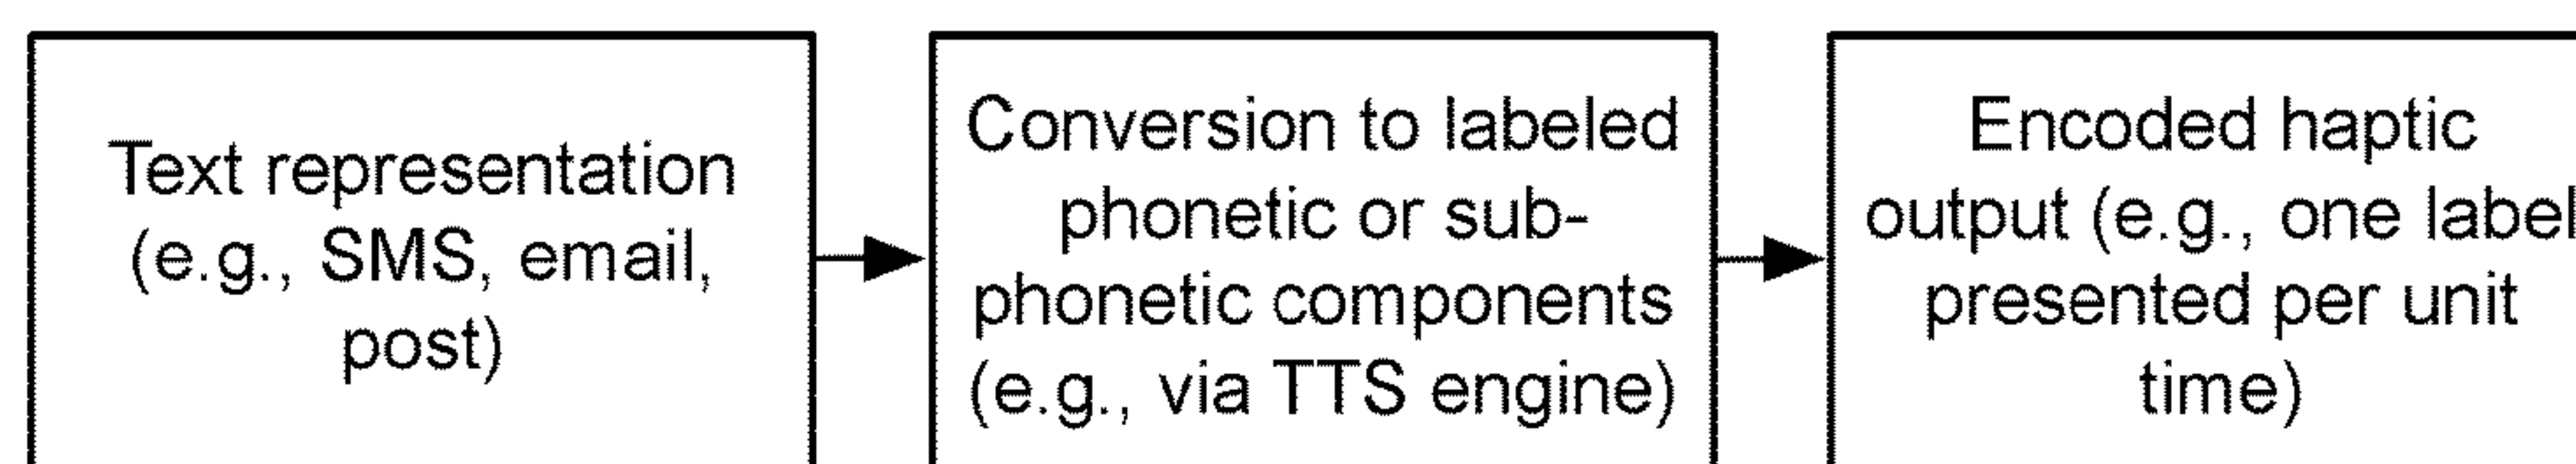 Text representation
(e.g., SMS, email,
post)
Conversion to labeled
phonetic or sub-
phonetic components
(e.g., via TTS engine)
Encoded haptic
output (e.g., one label
presented per unit
time)